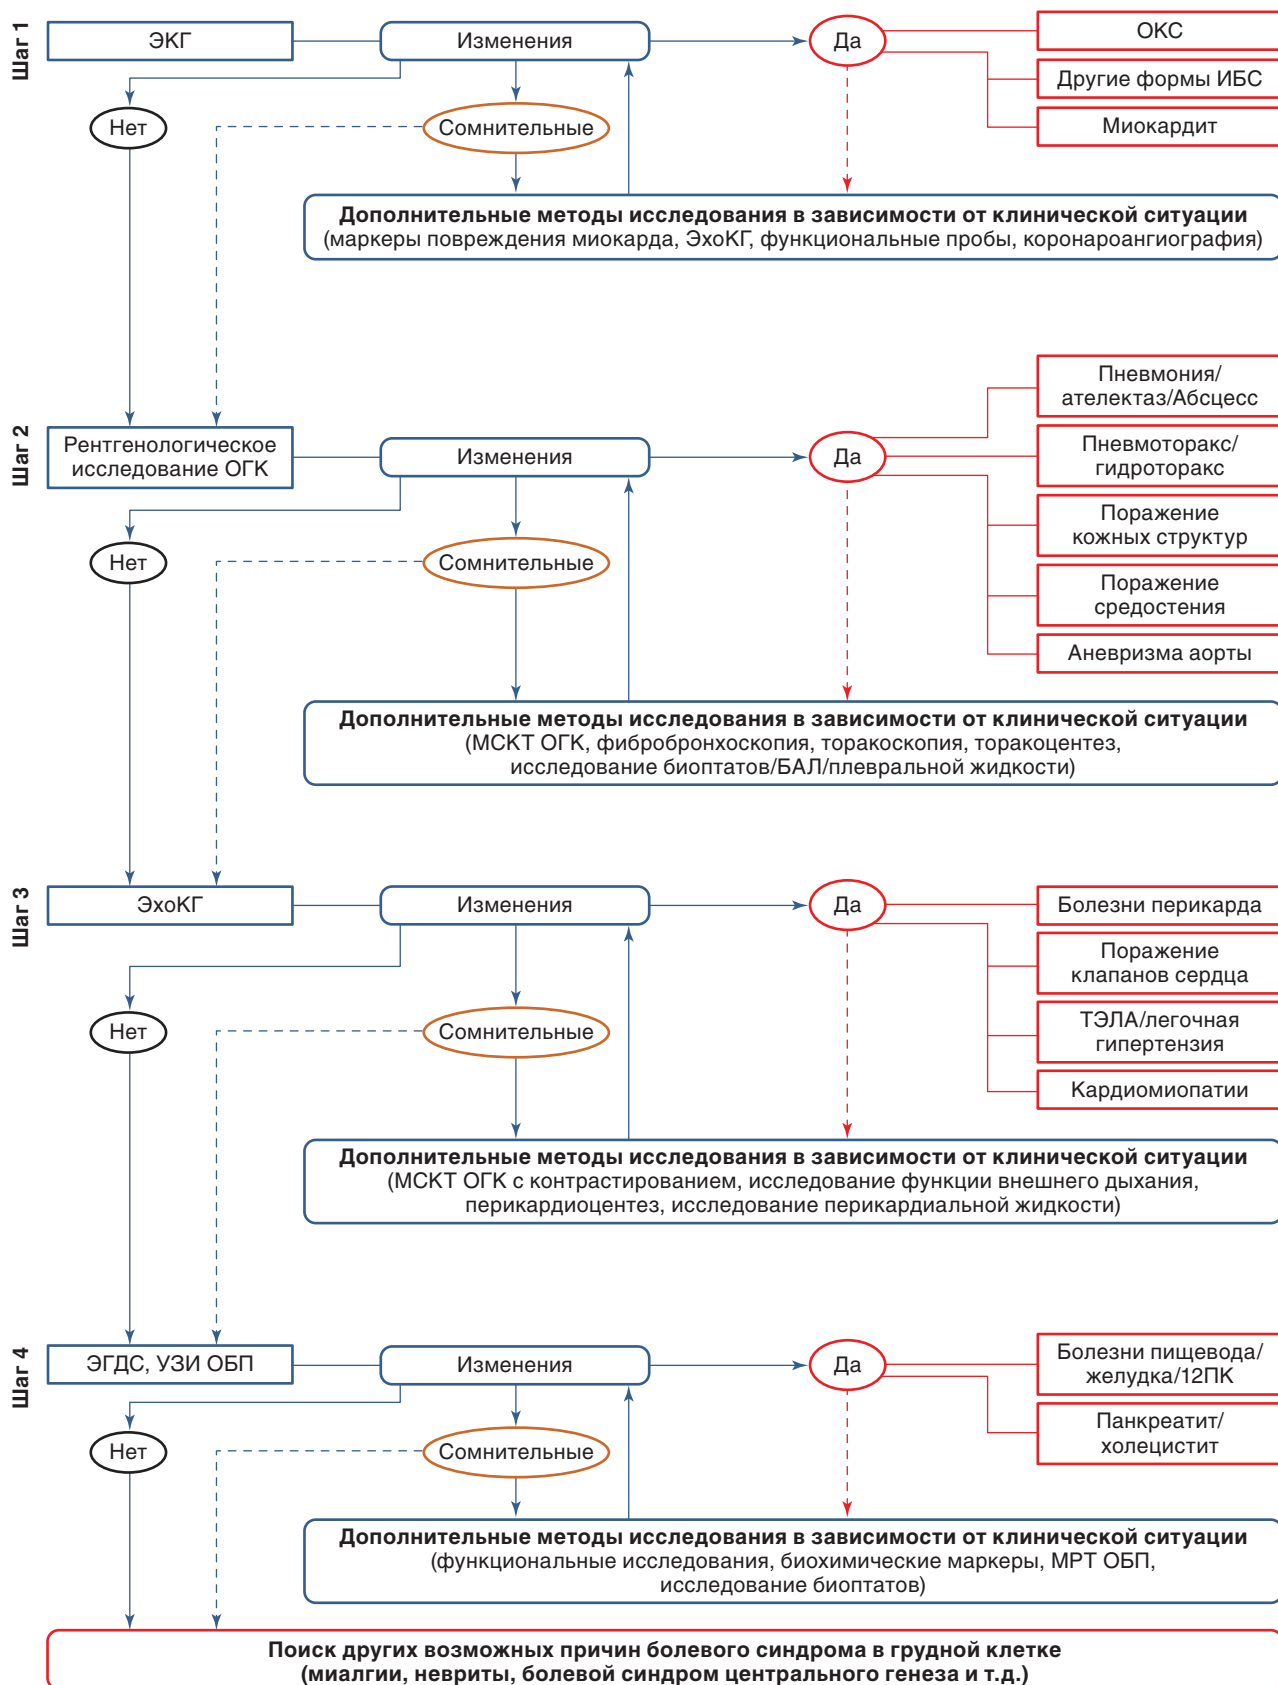 Шаг 1
ЭКГ
Изменения
Да
ОКС
Другие формы ИБС
Миокардит
Нет
Сомнительные
Дополнительные методы исследования в зависимости от клинической ситуации
(маркеры повреждения миокарда, ЭхоКГ, функциональные пробы, коронароангиография)
Шаг 2
Рентгенологическое
исследование ОГК
Изменения
Да
Пневмония/
ателектаз/Абсцесс
Пневмоторакс/
гидроторакс
Поражение
кожных структур
Поражение
средостения
Аневризма аорты
Нет
Сомнительные
Дополнительные методы исследования в зависимости от клинической ситуации
(МСКТ ОГК, фибробронхоскопия, торакоскопия, торакоцентез,
исследование биоптатов/БАЛ/плевральной жидкости)
Шаг 3
ЭхоКГ
Изменения
Да
Болезни перикарда
Поражение
клапанов сердца
ТЭЛА/легочная
гипертензия
Кардиомиопатии
Нет
Сомнительные
Дополнительные методы исследования в зависимости от клинической ситуации
(МСКТ ОГК с контрастированием, исследование функции внешнего дыхания,
перикардиоцентез, исследование перикардиальной жидкости)
Шаг 4
ЭГДС, УЗИ ОБП
Изменения
Да
Болезни пищевода/
желудка/12ПК
Панкреатит/
холецистит
Нет
Сомнительные
Дополнительные методы исследования в зависимости от клинической ситуации
(функциональные исследования, биохимические маркеры, МРТ ОБП,
исследование биоптатов)
Поиск других возможных причин болевого синдрома в грудной клетке
(миалгии, невриты, болевой синдром центрального генеза и т.д.)